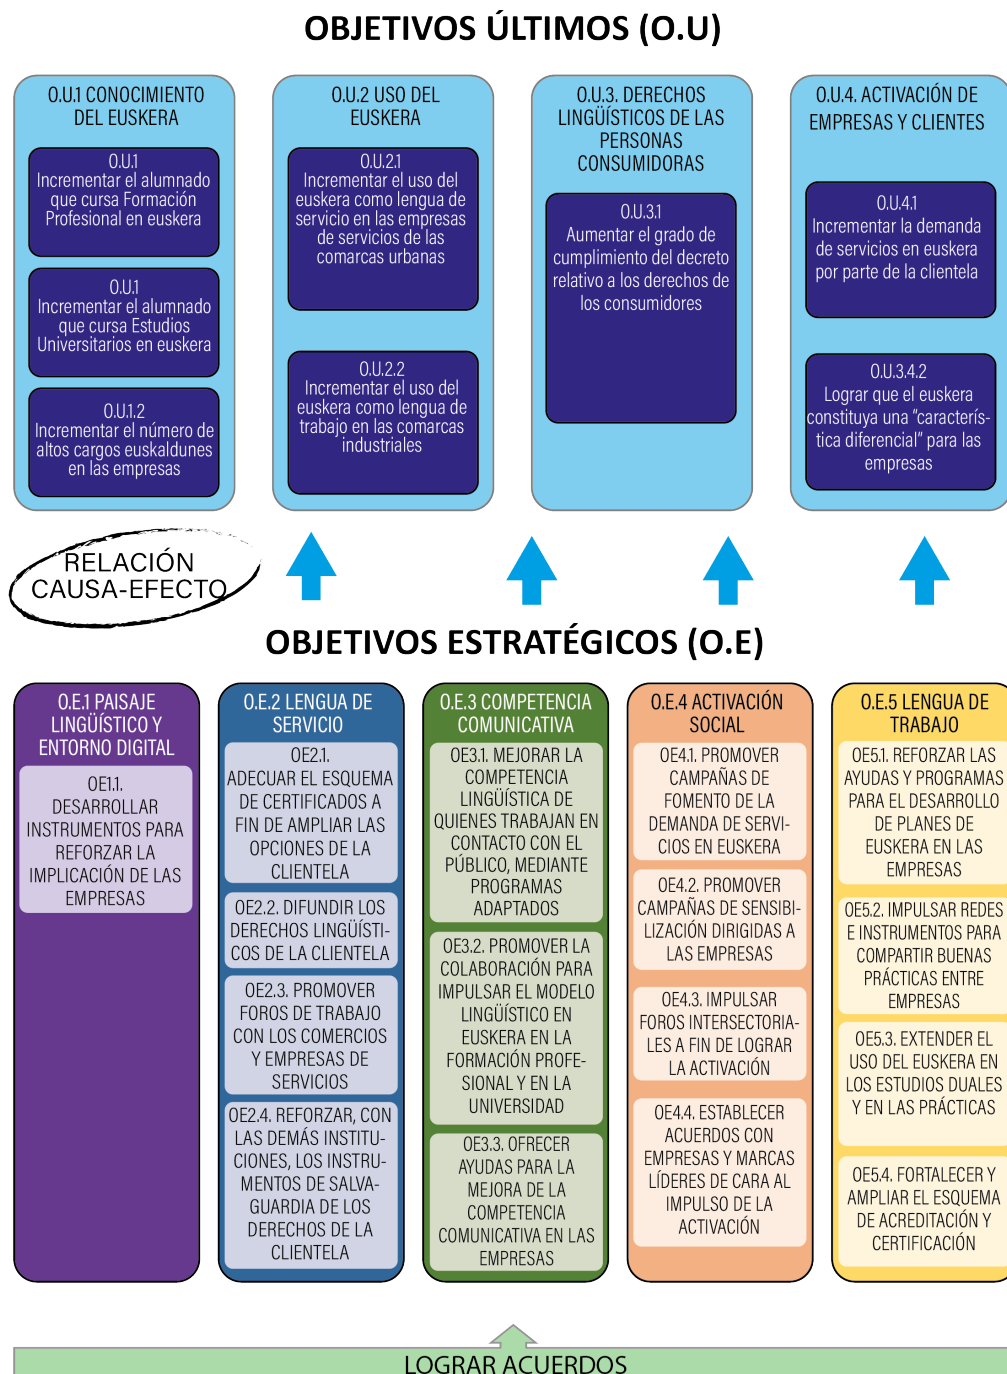 OBJETIVOS ÚLTIMOS (O.U)
O.U.1 CONOCIMIENTO
DEL EUSKERA
O.U.1
Incrementar el alumnado
que cursa Formación
Profesional en euskera
O.U.1
Incrementar el alumnado
que cursa Estudios
Universitarios en euskera
O.U.1.2
Incrementar el número de
altos cargos euskaldunes
en las empresas
O.U.2 USO DEL
EUSKERA
O.U.2.1
Incrementar el uso del
euskera como lengua de
servicio en las empresas
de servicios de las
comarcas urbanas
O.U.2.2
Incrementar el uso del
euskera como lengua de
trabajo en las comarcas
industriales
O.U.3. DERECHOS
LINGÜÍSTICOS DE LAS
PERSONAS
CONSUMIDORAS
O.U.3.1
Aumentar el grado de
cumplimiento del decreto
relativo a los derechos de
los consumidores
O.U.4. ACTIVACIÓN DE
EMPRESAS Y CLIENTES
O.U.4.1
Incrementar la demanda
de servicios en euskera
por parte de la clientela
O.U.3.4.2
Lograr que el euskera
constituya una “caracterís-
tica diferencial” para las
empresas
RELACIÓN
CAUSA-EFECTO
OBJETIVOS ESTRATÉGICOS (O.E)
O.E.1 PAISAJE
LINGÜÍSTICO Y
ENTORNO DIGITAL
OE1.1.
DESARROLLAR
INSTRUMENTOS PARA
REFORZAR LA
IMPLICACIÓN DE LAS
EMPRESAS
O.E.2 LENGUA DE
SERVICIO
OE2.1.
ADECUAR EL ESQUEMA
DE CERTIFICADOS A
FIN DE AMPLIAR LAS
OPCIONES DE LA
CLIENTELA
OE2.2. DIFUNDIR LOS
DERECHOS LINGÜÍSTI-
COS DE LA CLIENTELA
OE2.3. PROMOVER
FOROS DE TRABAJO
CON LOS COMERCIOS
Y EMPRESAS DE
SERVICIOS
OE2.4. REFORZAR, CON
LAS DEMÁS INSTITU-
CIONES, LOS INSTRU-
MENTOS DE SALVA-
GUARDIA DE LOS
DERECHOS DE LA
CLIENTELA
O.E.3 COMPETENCIA
COMUNICATIVA
OE3.1. MEJORAR LA
COMPETENCIA
LINGÜÍSTICA DE
QUIENES TRABAJAN EN
CONTACTO CON EL
PÚBLICO, MEDIANTE
PROGRAMAS
ADAPTADOS
OE3.2. PROMOVER LA
COLABORACIÓN PARA
IMPULSAR EL MODELO
LINGÜÍSTICO EN
EUSKERA EN LA
FORMACIÓN PROFE-
SIONAL Y EN LA
UNIVERSIDAD
OE3.3. OFRECER
AYUDAS PARA LA
MEJORA DE LA
COMPETENCIA
COMUNICATIVA EN LAS
EMPRESAS
O.E.4 ACTIVACIÓN
SOCIAL
OE4.1. PROMOVER
CAMPAÑAS DE
FOMENTO DE LA
DEMANDA DE SERVI-
CIOS EN EUSKERA
OE4.2. PROMOVER
CAMPAÑAS DE SENSIBI-
LIZACIÓN DIRIGIDAS A
LAS EMPRESAS
OE4.3. IMPULSAR
FOROS INTERSECTORIA-
LES A FIN DE LOGRAR
LA ACTIVACIÓN
OE4.4. ESTABLECER
ACUERDOS CON
EMPRESAS Y MARCAS
LÍDERES DE CARA AL
IMPULSO DE LA
ACTIVACIÓN
O.E.5 LENGUA DE
TRABAJO
OE5.1. REFORZAR LAS
AYUDAS Y PROGRAMAS
PARA EL DESARROLLO
DE PLANES DE
EUSKERA EN LAS
EMPRESAS
OE5.2. IMPULSAR REDES
E INSTRUMENTOS PARA
COMPARTIR BUENAS
PRÁCTICAS ENTRE
EMPRESAS
OE5.3. EXTENDER EL
USO DEL EUSKERA EN
LOS ESTUDIOS DUALES
Y EN LAS PRÁCTICAS
OE5.4. FORTALECER Y
AMPLIAR EL ESQUEMA
DE ACREDITACIÓN Y
CERTIFICACIÓN
LOGRAR ACUERDOS